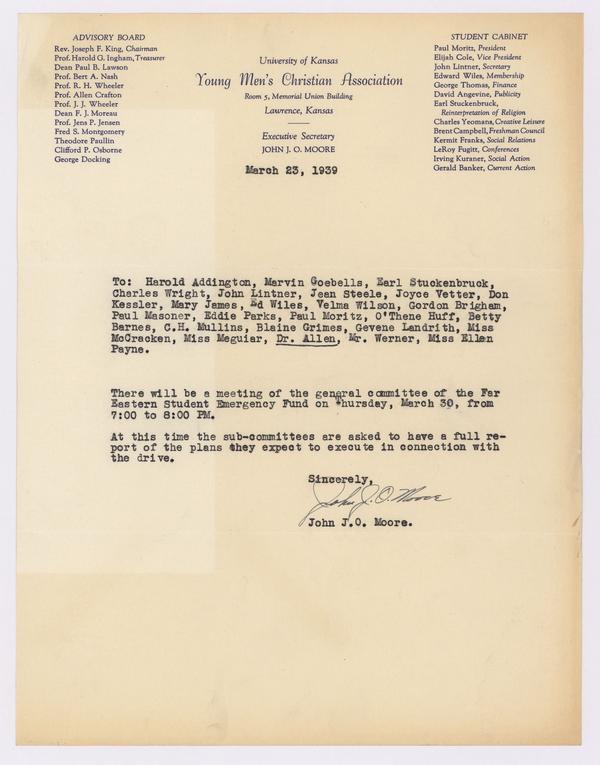 ADVISORY BOARD
Rev. Joseph F. King, Chairman
Prof. Harold G. Ingham, Treasurer
Dean Paul B. Lawson
Prof. Bert A. Nash
Prof. R. H. Wheeler
Prof. Allen Crafton
Prof. J. J. Wheeler
Dean F. J. Moreau
Prof. Jens P. Jensen
Fred S. Montgomery
Theodore Paullin
Clifford P. Osborne
George Docking
University of Kansas
Young Men's Christian Association
Room 5, Memorial Union Building
Lawrence, Kansas
Executive Secretary
JOHN J. O. MOORE
STUDENT CABINET
Paul Moritz, President
Elijah Cole, Vice President
John Lintner, Secretary
Edward Wiles, Membership
George Thomas, Finance
David Angevine, Publicity
Earl Stuckenbruck,
Reinterpretation of Religion
Charles Yeomans, Creative Leisure
Brent Campbell, Freshman Council
Kermit Franks, Social Relations
LeRoy Fugitt, Conferences
Irving Kuraner, Social Action
Gerald Banker, Current Action
March 23, 1939
To: Harold Addington, Marvin Goebells, Earl Stuckenbruck,
Charles Wright, John Lintner, Jean Steele, Joyce Vetter, Don
Kessler, Mary James, Ed Wiles, Velma Wilson, Gordon Brigham,
Paul Masoner, Eddie Parks, Paul Moritz, O'Thene Huff, Betty
Barnes, C.H. Mullins, Blaine Grimes, Gevene Landrith, Miss
McCracken, Miss Meguiar, Dr. Allen, Mr. Werner, Miss Ellen
Payne.
There will be a meeting of the general committee of the Far
Eastern Student Emergency Fund on Thursday, March 30, from
7:00 to 8:00 PM.
At this time the sub-committees are asked to have a full re-
port of the plans they expect to execute in connection with
the drive.
Sincerely,
John J. O. Moore
John J.O. Moore.